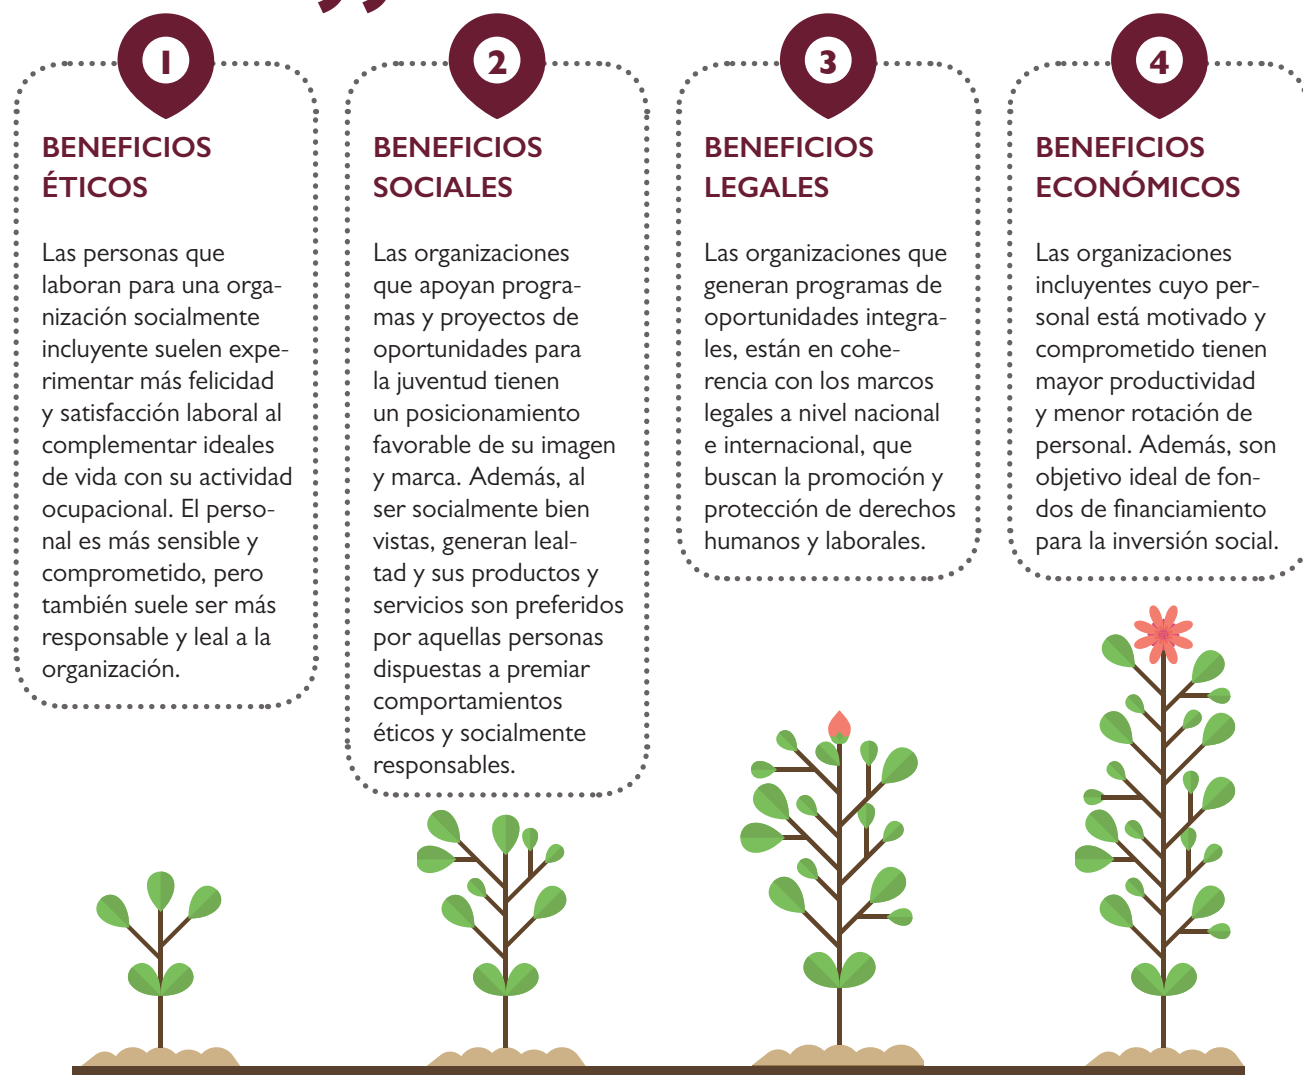 ”
1
BENEFICIOS
ÉTICOS
Las personas que
laboran para una orga-
nización socialmente
incluyente suelen expe-
rimentar más felicidad
y satisfacción laboral al
complementar ideales
de vida con su actividad
ocupacional. El perso-
nal es más sensible y
comprometido, pero
también suele ser más
responsable y leal a la
organización.
2
BENEFICIOS
SOCIALES
Las organizaciones
que apoyan progra-
mas y proyectos de
oportunidades para
la juventud tienen
un posicionamiento
favorable de su imagen
y marca. Además, al
ser socialmente bien
vistas, generan leal-
tad y sus productos y
servicios son preferidos
por aquellas personas
dispuestas a premiar
comportamientos
éticos y socialmente
responsables.
3
BENEFICIOS
LEGALES
Las organizaciones que
generan programas de
oportunidades integra-
les, están en cohe-
rencia con los marcos
legales a nivel nacional
e internacional, que
buscan la promoción y
protección de derechos
humanos y laborales.
4
BENEFICIOS
ECONÓMICOS
Las organizaciones
incluyentes cuyo per-
sonal está motivado y
comprometido tienen
mayor productividad
y menor rotación de
personal. Además, son
objetivo ideal de fon-
dos de financiamiento
para la inversión social.